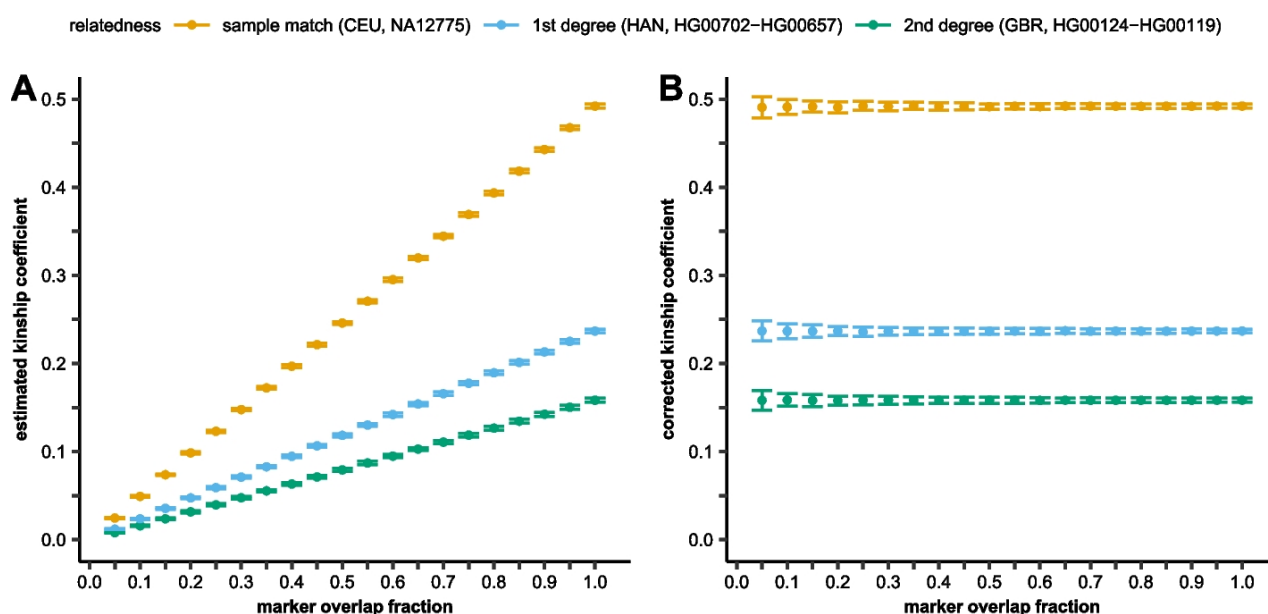 relatedness sample match (CEU, NA12775) 1st degree (HAN, HG00702−HG00657) 2nd degree (GBR, HG00124−HG00119)
A
estimated kinship coefficient
0.5
0.4
0.3
0.2
0.1
0.0
0.0 0.1 0.2 0.3 0.4 0.5 0.6 0.7 0.8 0.9 1.0
marker overlap fraction
B
corrected kinship coefficient
0.5
0.4
0.3
0.2
0.1
0.0
0.0 0.1 0.2 0.3 0.4 0.5 0.6 0.7 0.8 0.9 1.0
marker overlap fraction